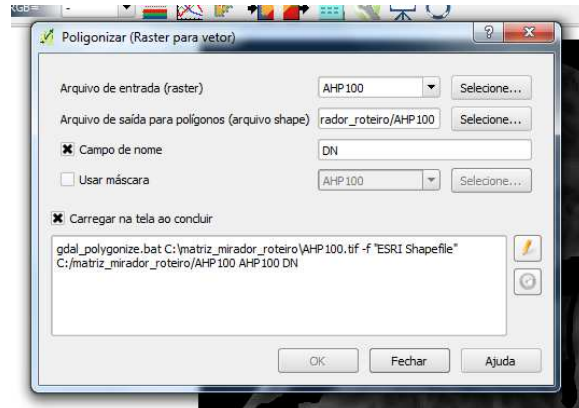 Poligonizar (Raster para vetor)
Arquivo de entrada (raster) AHP100 Selecione...
Arquivo de saída para polígonos (arquivo shape) rador_roteiro/AHP100 Selecione...
Campo de nome DN
Usar máscara AHP100 Selecione...
Carregar na tela ao concluir
gdal_polygonize.bat C:\matriz_mirador_roteiro\AHP100.tif -f "ESRI Shapefile"
C:/matriz_mirador_roteiro/AHP100 AHP100 DN
OK Fechar Ajuda